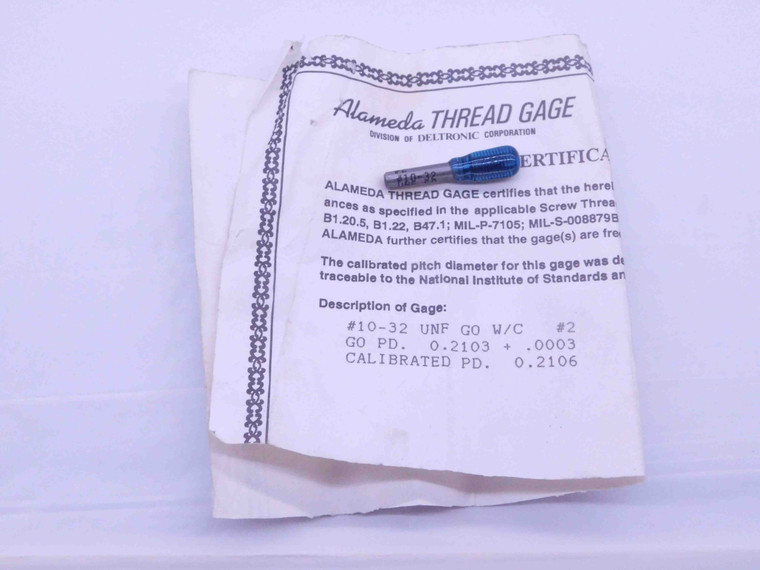 Alameda THREAD GAGE
DIVISION OF DELTRONIC CORPORATION
ERTIFICA
#10-32
ALAMEDA THREAD GAGE certifies that the herei
ances as specified in the applicable Screw Threa
B1.20.5, B1.22, B47.1; MIL-P-7105; MIL-S-008879B
ALAMEDA further certifies that the gage(s) are fre
The calibrated pitch diameter for this gage was de
traceable to the National Institute of Standards an
Description of Gage:
#10-32 UNF GO W/C #2
GO PD. 0.2103 + .0003
CALIBRATED PD. 0.2106